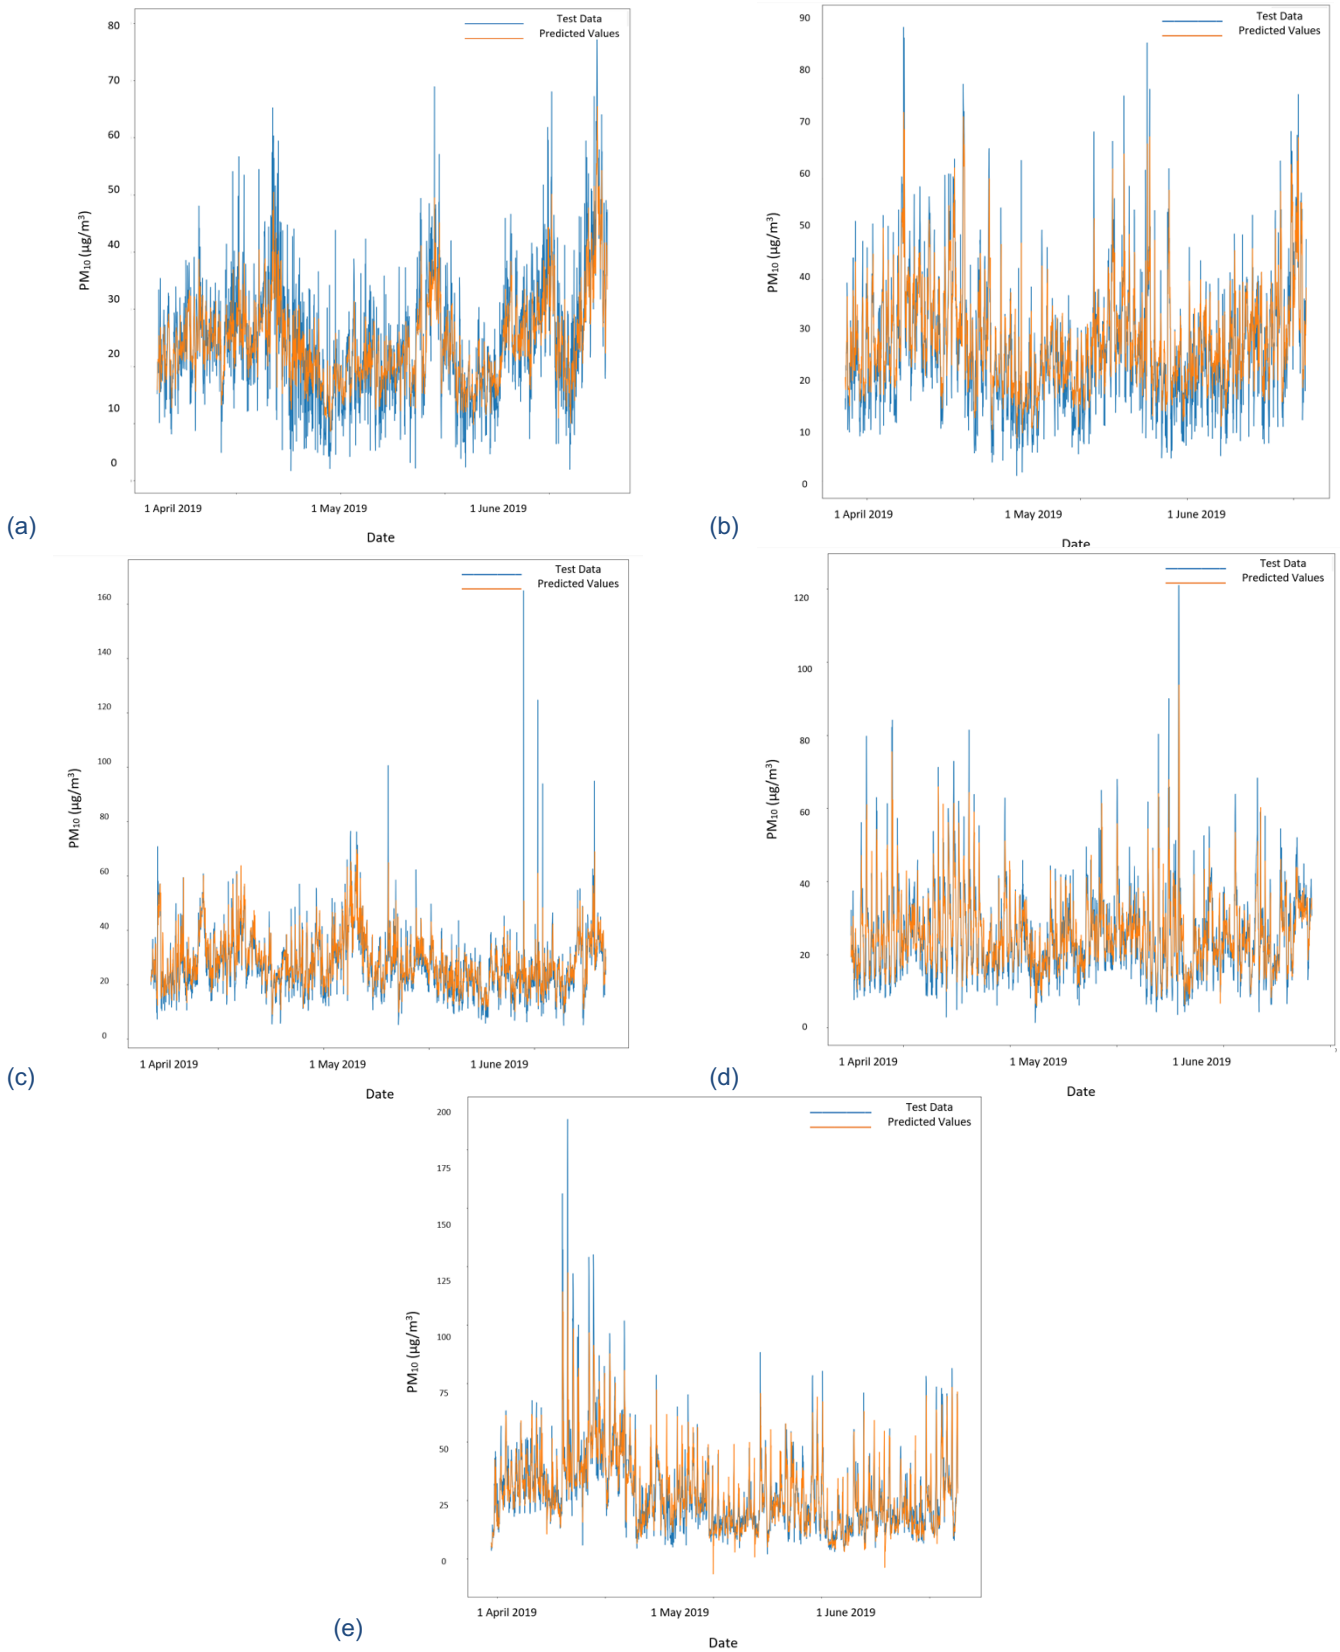 80
Test Data
Predicted Values
70
60
50
40
30
20
10
0
PM₁₀ (µg/m³)
1 April 2019 1 May 2019 1 June 2019
Date
(a)
90
Test Data
Predicted Values
80
70
60
50
40
30
20
10
0
PM₁₀ (µg/m³)
1 April 2019 1 May 2019 1 June 2019
Date
(b)
Test Data
Predicted Values
160
140
120
100
80
60
40
20
0
PM₁₀ (µg/m³)
1 April 2019 1 May 2019 1 June 2019
Date
(c)
Test Data
Predicted Values
120
100
80
60
40
20
0
PM₁₀ (µg/m³)
1 April 2019 1 May 2019 1 June 2019
Date
(d)
200
Test Data
Predicted Values
175
150
125
100
75
50
25
0
PM₁₀ (µg/m³)
1 April 2019 1 May 2019 1 June 2019
Date
(e)